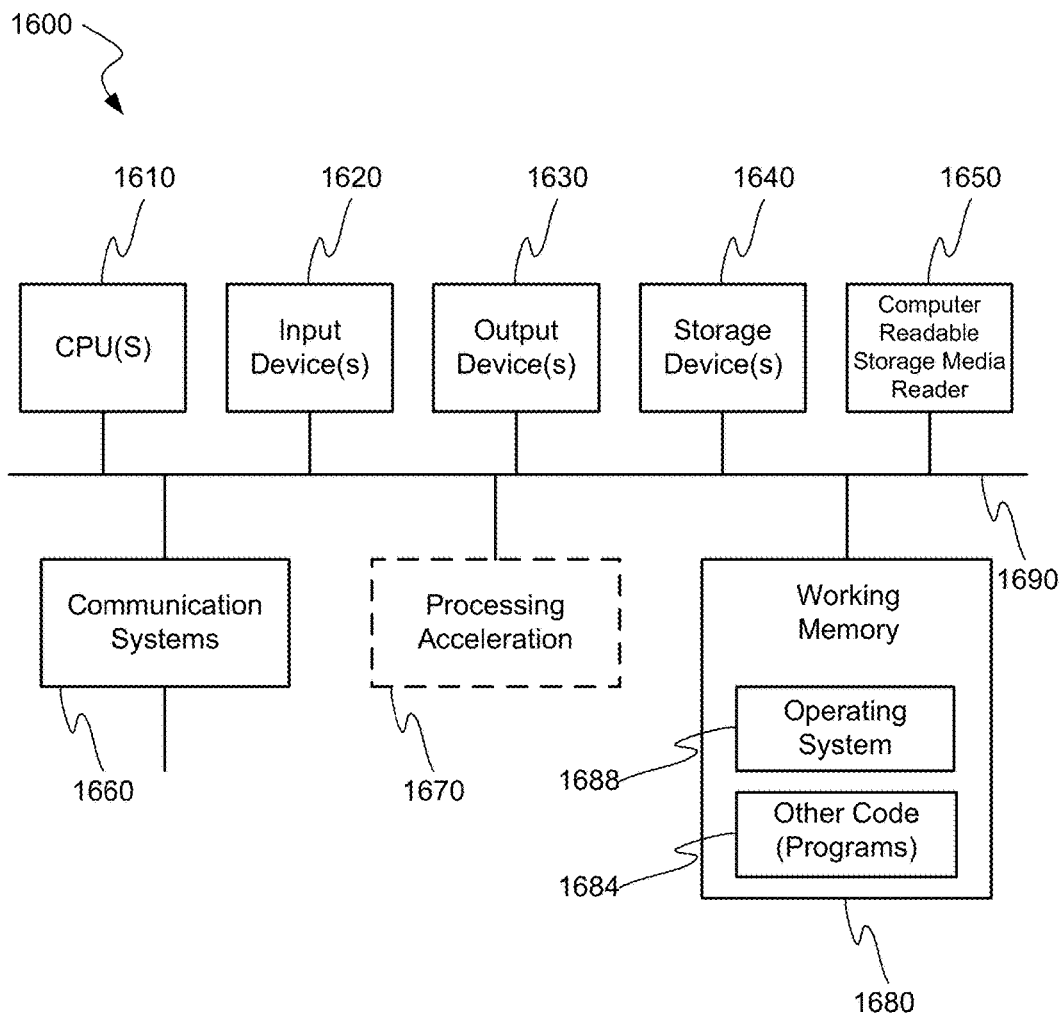 1600
1610
1620
1630
1640
1650
CPU(S)
Input
Device(s)
Output
Device(s)
Storage
Device(s)
Computer
Readable
Storage Media
Reader
1690
Communication
Systems
Processing
Acceleration
Working
Memory
Operating
System
Other Code
(Programs)
1660
1670
1688
1684
1680